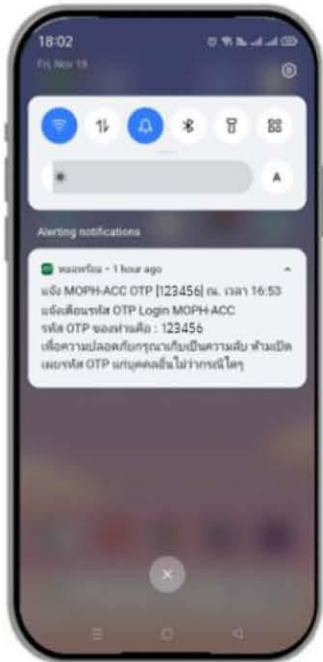 18:02
Fri, Nov 18
A
Alerting notifications
หมอพร้อม • 1 hour ago
แจ้ง MOPH-ACC OTP [123456] ณ. เวลา 16:53
แจ้งเตือนรหัส OTP Login MOPH-ACC
รหัส OTP ของท่านคือ : 123456
เพื่อความปลอดภัยกรุณาเก็บเป็นความลับ ห้ามเปิด
เผยรหัส OTP แก่บุคคลอื่นไม่ว่ากรณีใดๆ